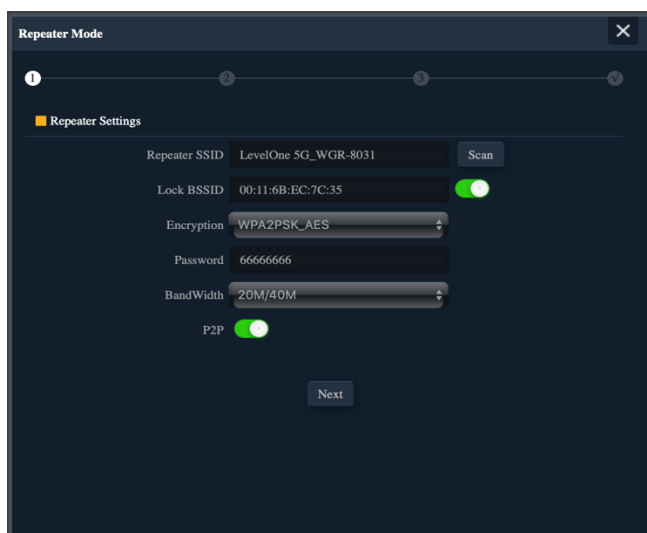 Repeater Mode
1 2 3 √
Repeater Settings
Repeater SSID LevelOne 5G_WGR-8031 Scan
Lock BSSID 00:11:6B:EC:7C:35
Encryption WPA2PSK_AES
Password 66666666
BandWidth 20M/40M
P2P
Next